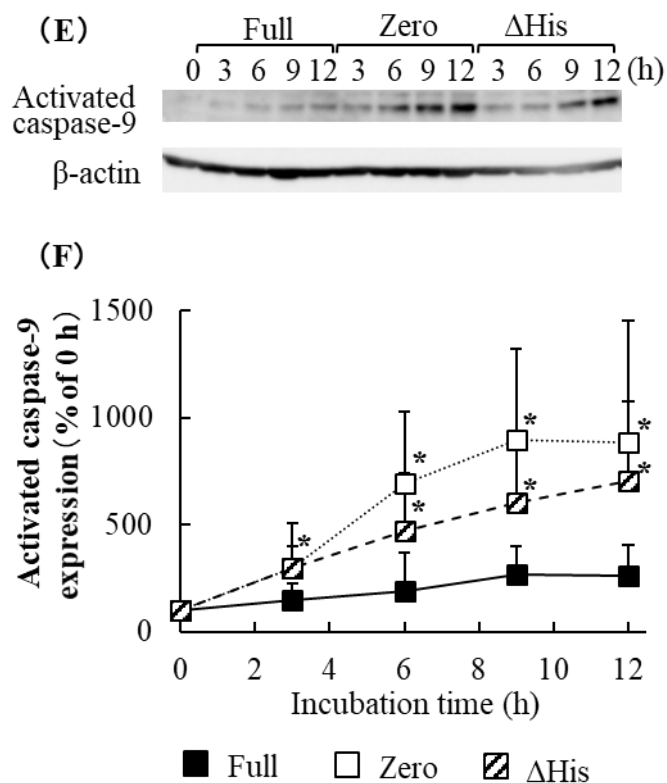 (E) Full Zero ΔHis
0 3 6 9 12 3 6 9 12 3 6 9 12 (h)
Activated
caspase-9
β-actin
(F)
Activated caspase-9
expression (% of 0 h)
1500
1000
500
0
* * * * * * *
0 2 4 6 8 10 12
Incubation time (h)
Full Zero ΔHis